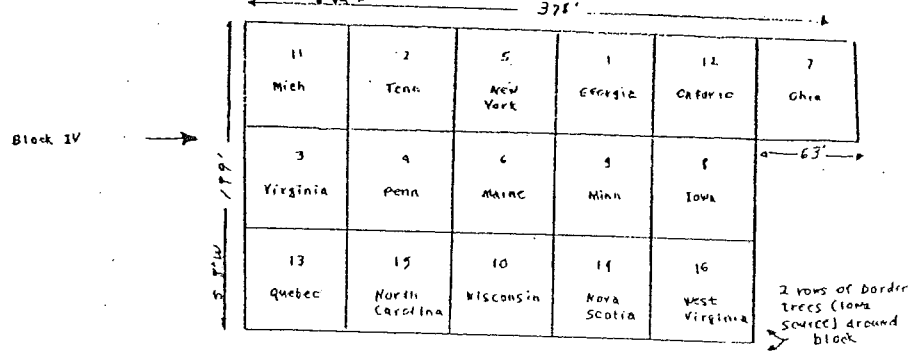 378'
11 2 5 1 12 7
Mich Tenn New York Georgia Ohio
Block IV
63'
3 4 6 9 8
Virginia Penn Maine Minn Iowa
189'
13 15 10 14 16
Quebec North Carolina Wisconsin Nova Scotia West Virginia
2 rows of border
trees (Iowa
source) around
block